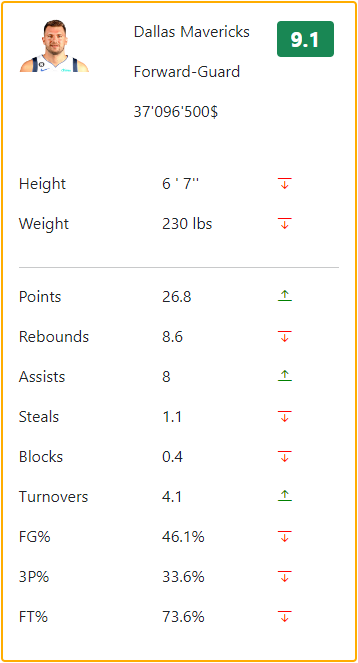 Dallas Mavericks
9.1
Forward-Guard
37'096'500$
Height 6 ' 7''
Weight 230 lbs
Points 26.8
Rebounds 8.6
Assists 8
Steals 1.1
Blocks 0.4
Turnovers 4.1
FG% 46.1%
3P% 33.6%
FT% 73.6%